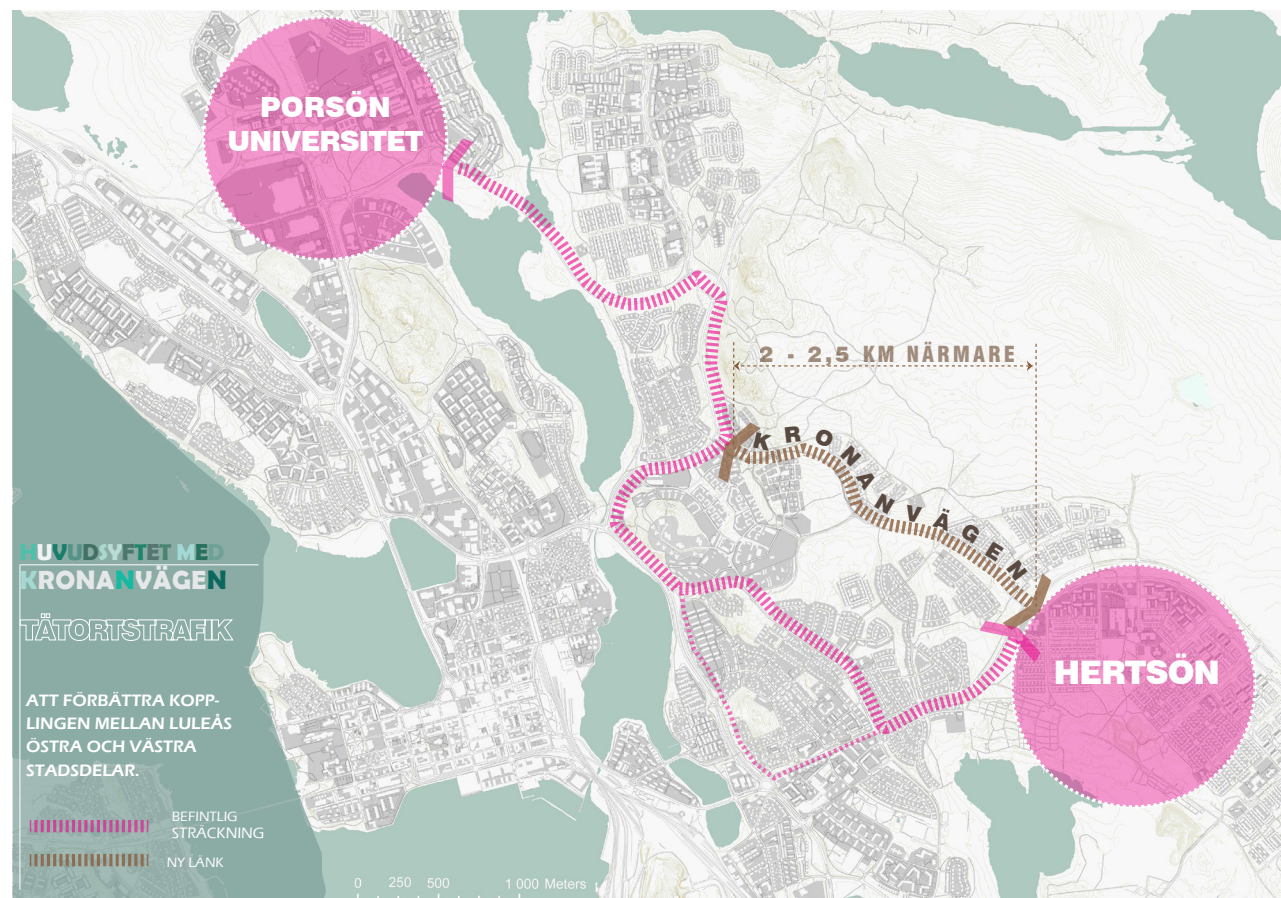 PORSÖN
UNIVERSITET
2 - 2,5 KM NÄRMARE
KRONANVÄGEN
HERTSÖN
HUVUDSYFTET MED
KRONANVÄGEN
TÄTORTSTRAFIK
ATT FÖRBÄTTRA KOPP-
LINGEN MELLAN LULEÅS
ÖSTRA OCH VÄSTRA
STADSDELAR.
BEFINTLIG
STRÄCKNING
NY LÄNK
0 250 500 1 000 Meters